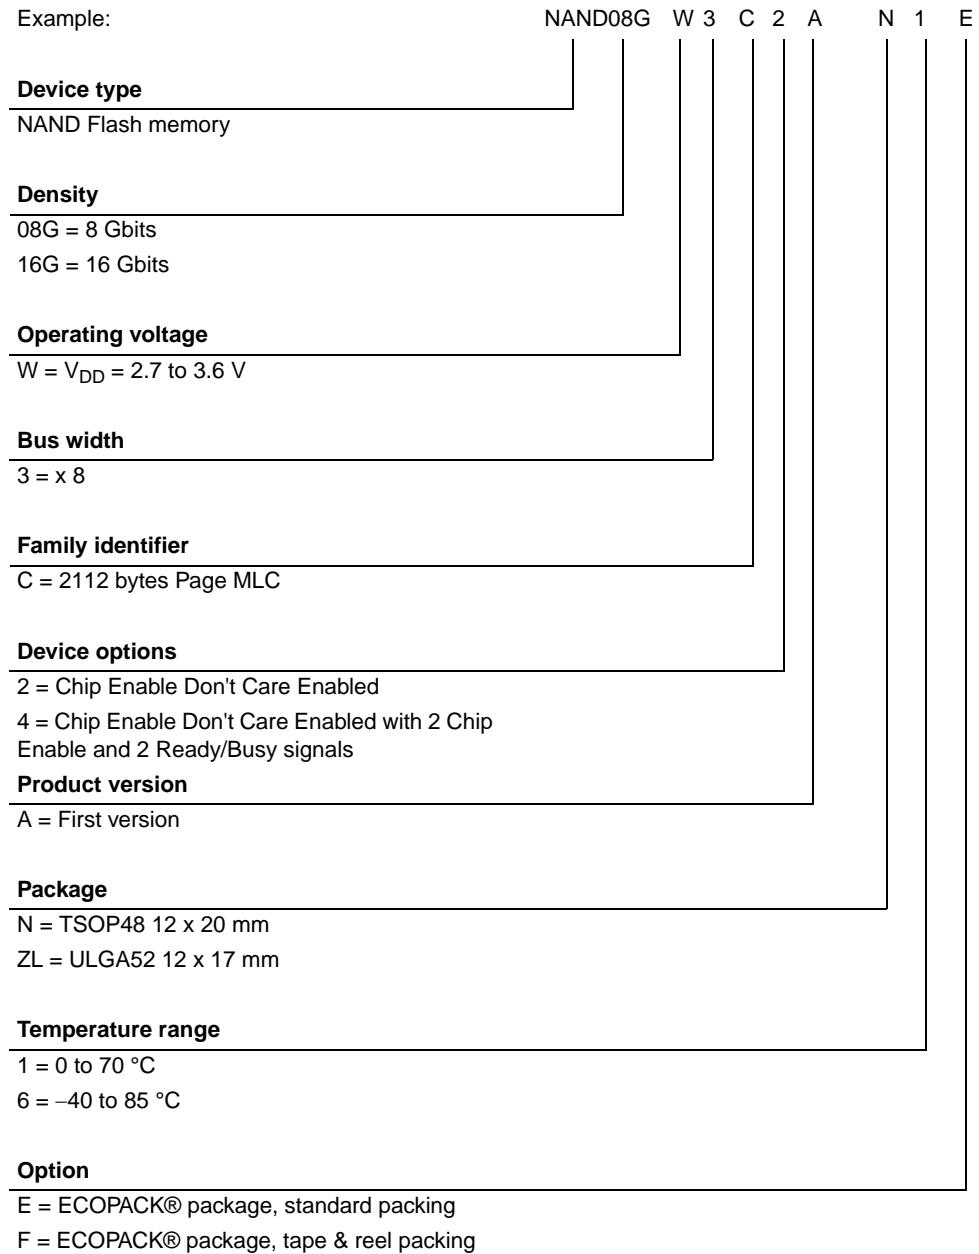 Example: NAND08G W 3 C 2 A N 1 E
Device type
NAND Flash memory
Density
08G = 8 Gbits
16G = 16 Gbits
Operating voltage
W = VDD = 2.7 to 3.6 V
Bus width
3 = x 8
Family identifier
C = 2112 bytes Page MLC
Device options
2 = Chip Enable Don't Care Enabled
4 = Chip Enable Don't Care Enabled with 2 Chip
Enable and 2 Ready/Busy signals
Product version
A = First version
Package
N = TSOP48 12 x 20 mm
ZL = ULGA52 12 x 17 mm
Temperature range
1 = 0 to 70 °C
6 = −40 to 85 °C
Option
E = ECOPACK® package, standard packing
F = ECOPACK® package, tape & reel packing